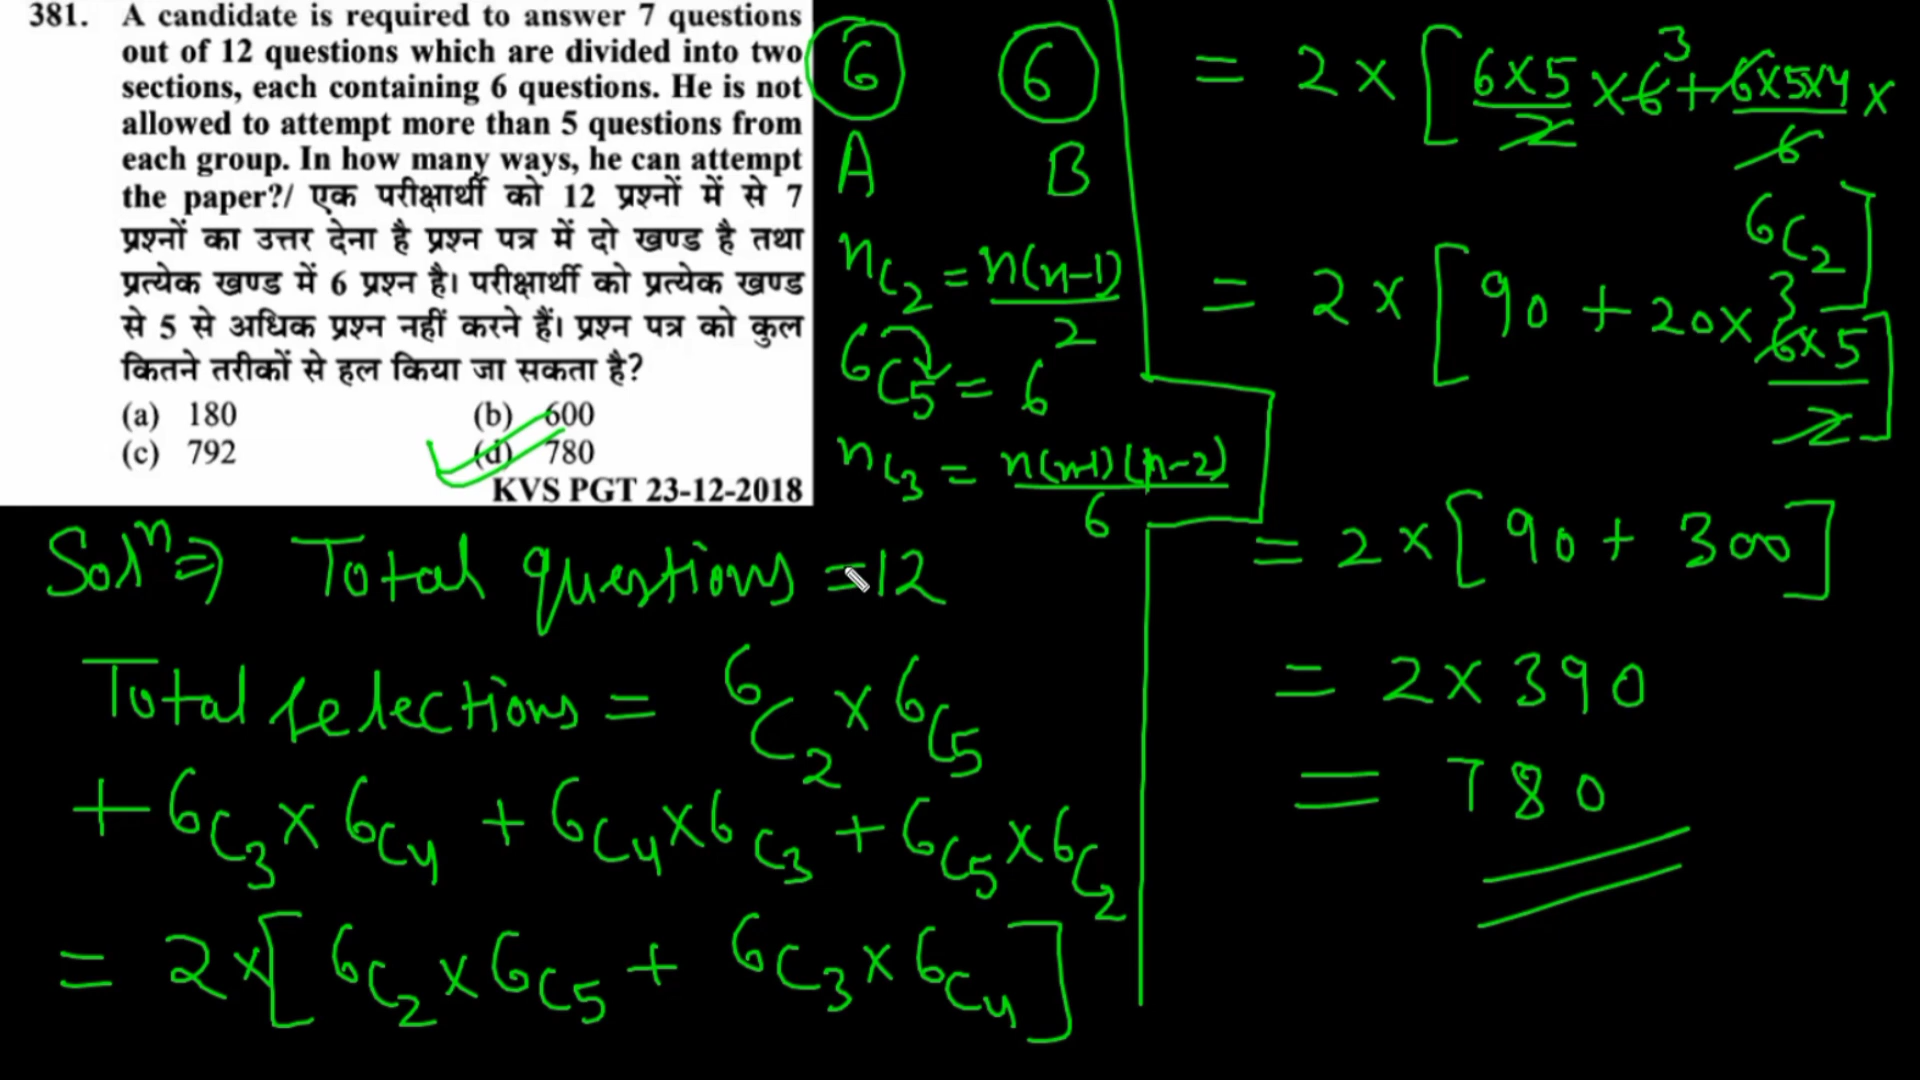 381. A candidate is required to answer 7 questions
out of 12 questions which are divided into two
sections, each containing 6 questions. He is not
allowed to attempt more than 5 questions from
each group. In how many ways, he can attempt
the paper?/ एक परीक्षार्थी को 12 प्रश्नों में से 7
प्रश्नों का उत्तर देना है प्रश्न पत्र में दो खण्ड है तथा
प्रत्येक खण्ड में 6 प्रश्न है। परीक्षार्थी को प्रत्येक खण्ड
से 5 से अधिक प्रश्न नहीं करने हैं। प्रश्न पत्र को कुल
कितने तरीकों से हल किया जा सकता है?
(a) 180 (b) 600
(c) 792 (d) 780
KVS PGT 23-12-2018
6 6
A B
nC2 = n(n-1)/2
6C5 = 6
nC3 = n(n-1)(n-2)/6
Solⁿ ⇒ Total questions = 12
Total selections = 6C2 × 6C5
+ 6C3 × 6C4 + 6C4 × 6C3 + 6C5 × 6C2
= 2 × [6C2 × 6C5 + 6C3 × 6C4]
= 2 × [6×5/2 × 6 3 + 6×5×4/6 ×
6C2]
= 2 × [90 + 20 × 3 6×5/2]
= 2 × [90 + 300]
= 2 × 390
= 780